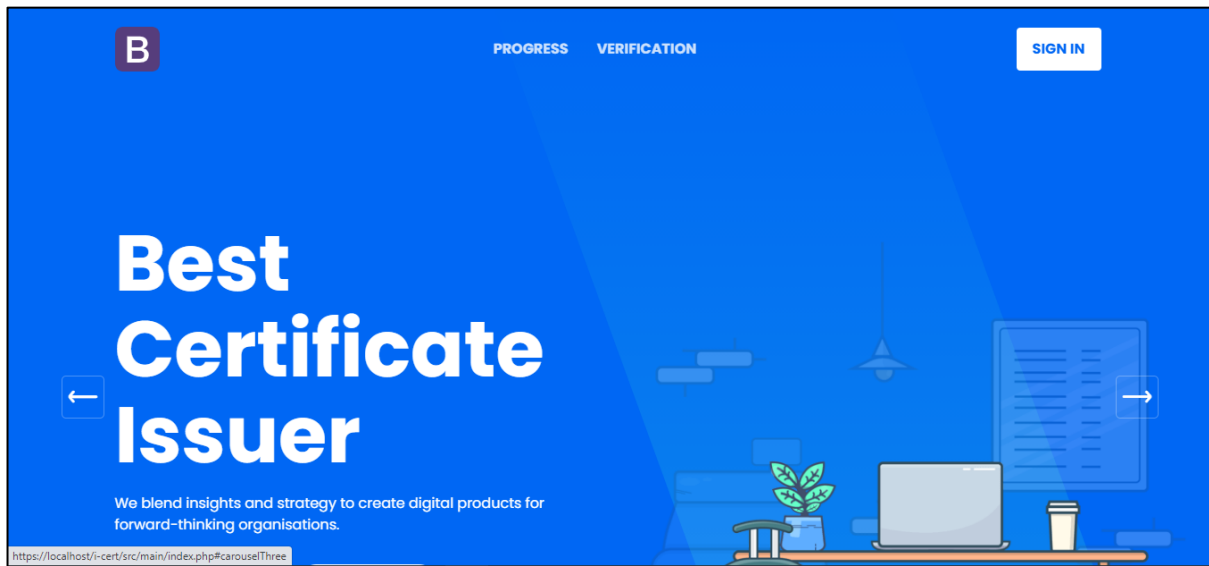 B
PROGRESS
VERIFICATION
SIGN IN
Best
Certificate
Issuer
We blend insights and strategy to create digital products for
forward-thinking organisations.
https://localhost/i-cert/src/main/index.php#carouselThree